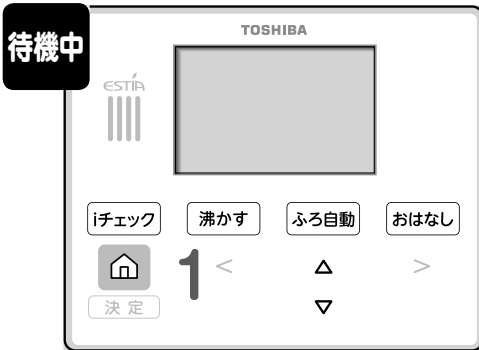 待機中
TOSHIBA
ESTÍA
iチェック 沸かす ふろ自動 おはなし
1 < △ >
決定 ▽